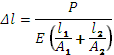 Δl = P / (E (l₁/A₁ + l₂/A₂))